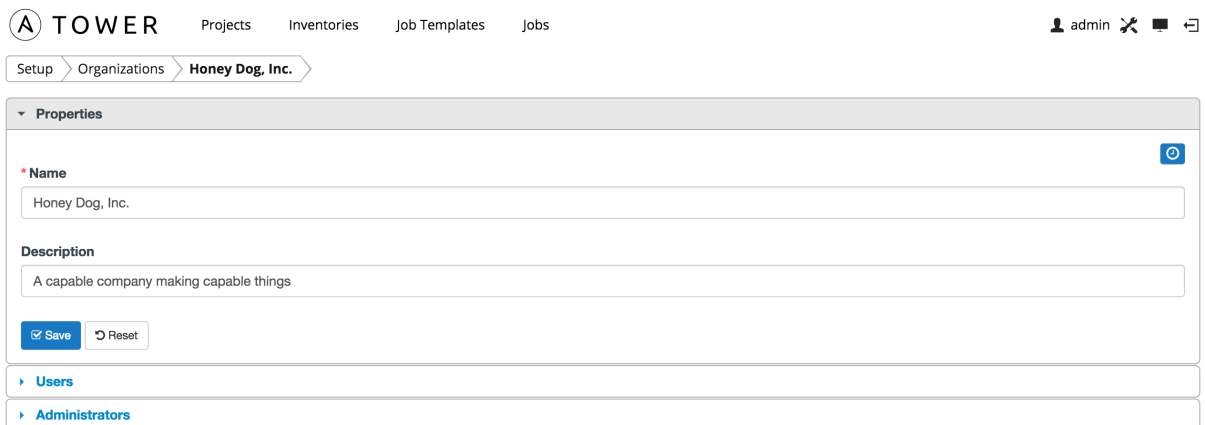 A TOWER Projects Inventories Job Templates Jobs admin
Setup Organizations Honey Dog, Inc.
Properties
* Name
Honey Dog, Inc.
Description
A capable company making capable things
Save Reset
Users
Administrators